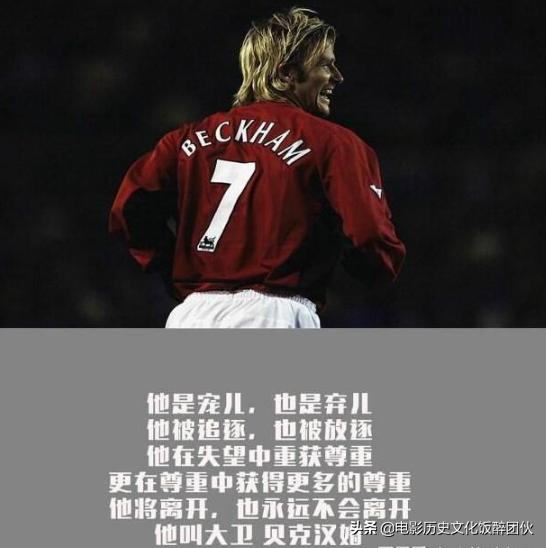 BECKHAM
7
他是宠儿，也是弃儿
他被追逐，也被放逐
他在失望中重获尊重
更在尊重中获得更多的尊重
他将离开，也永远不会离开
他叫大卫 贝克汉姆
头条 @电影历史文化饭醉团伙